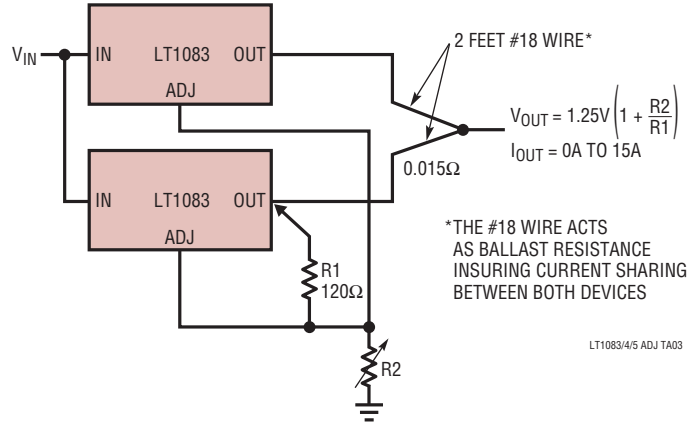 V_IN
IN LT1083 OUT
ADJ
2 FEET #18 WIRE*
V_OUT = 1.25V (1 + R2/R1)
I_OUT = 0A TO 15A
0.015Ω
IN LT1083 OUT
ADJ
R1
120Ω
*THE #18 WIRE ACTS
AS BALLAST RESISTANCE
INSURING CURRENT SHARING
BETWEEN BOTH DEVICES
LT1083/4/5 ADJ TA03
R2